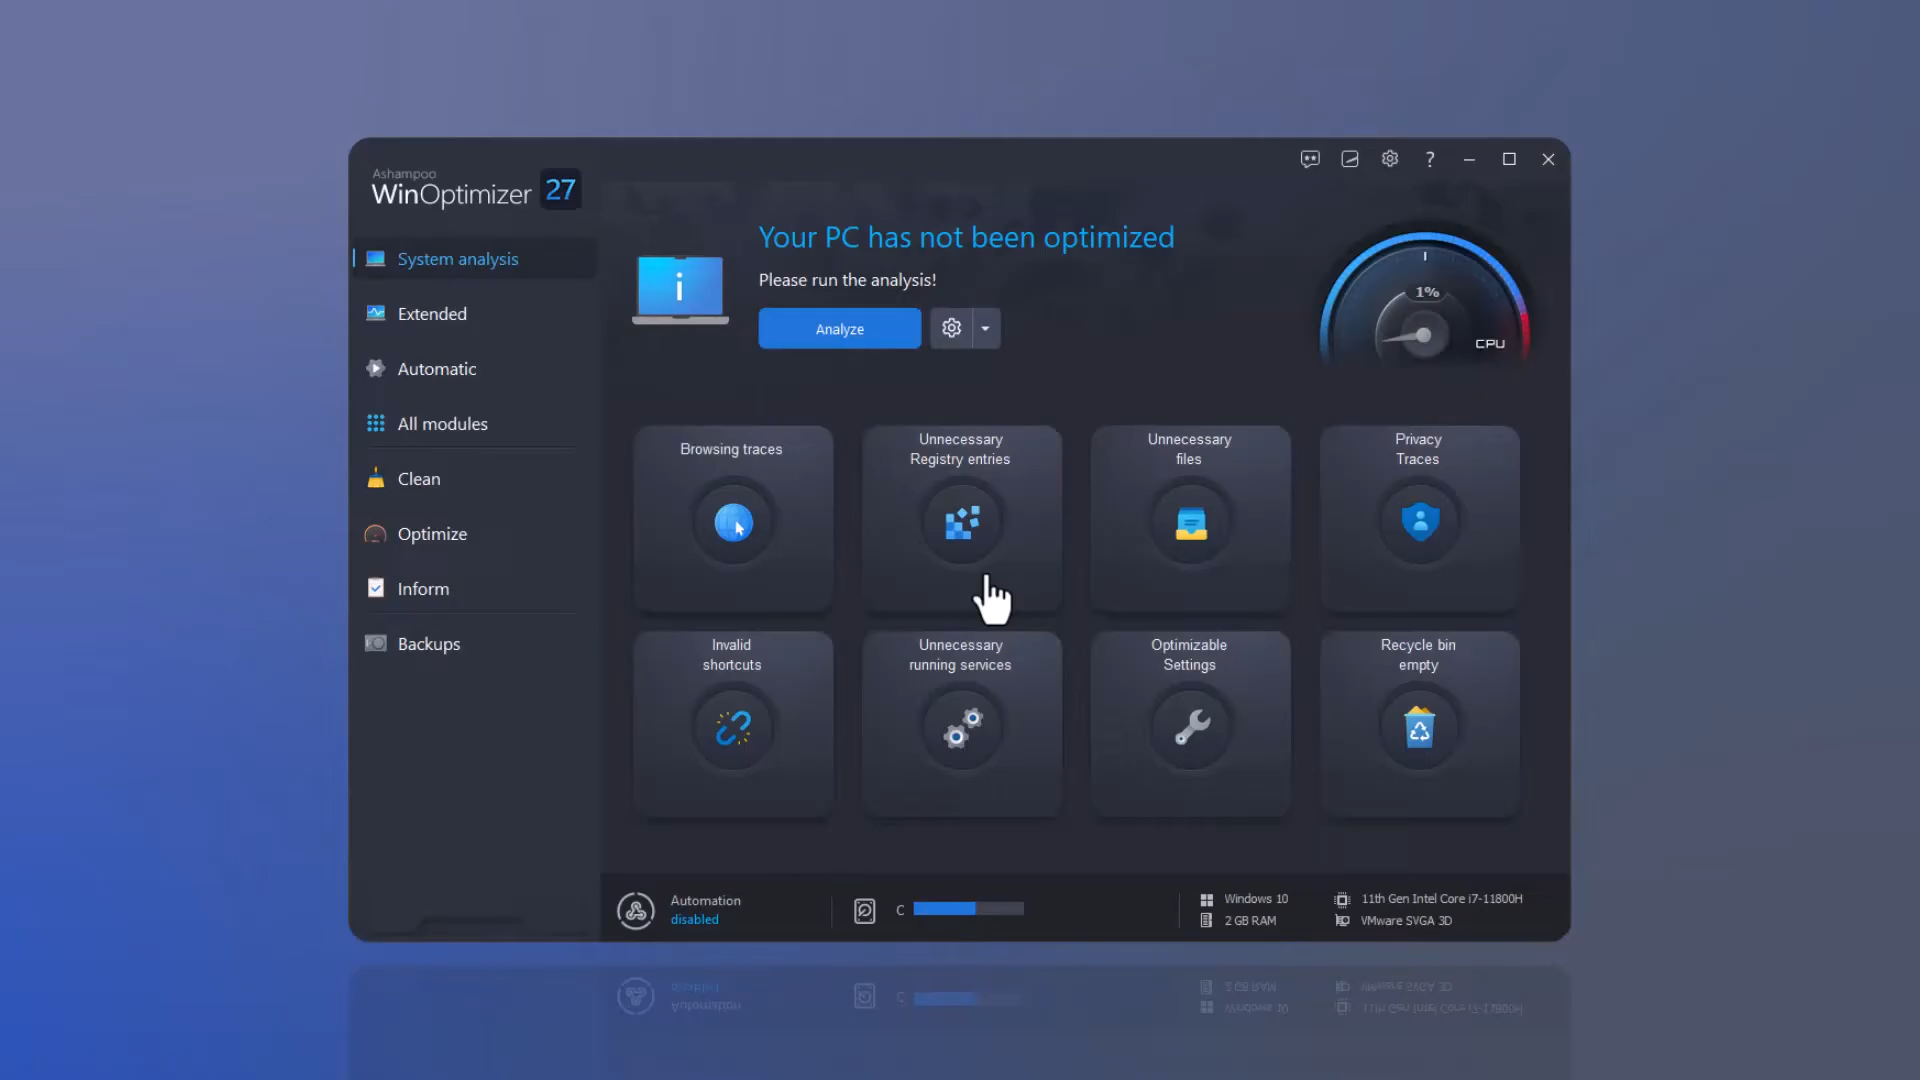 Ashampoo
WinOptimizer 27
System analysis
Extended
Automatic
All modules
Clean
Optimize
Inform
Backups
?
Your PC has not been optimized
Please run the analysis!
Analyze
1%
CPU
Browsing traces
Unnecessary
Registry entries
Unnecessary
files
Privacy
Traces
Invalid
shortcuts
Unnecessary
running services
Optimizable
Settings
Recycle bin
empty
Automation
disabled
C
Windows 10
2 GB RAM
11th Gen Intel Core i7-11800H
VMware SVGA 3D